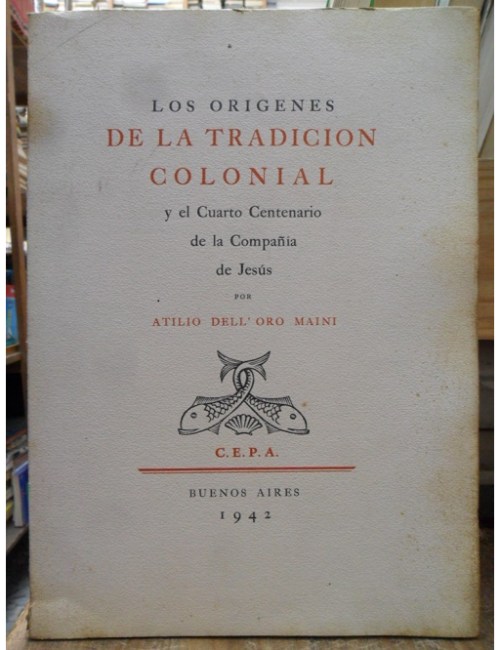 LOS ORIGENES
DE LA TRADICION
COLONIAL
y el Cuarto Centenario
de la Compañía
de Jesús
POR
ATILIO DELL' ORO MAINI
C. E. P. A.
BUENOS AIRES
1942